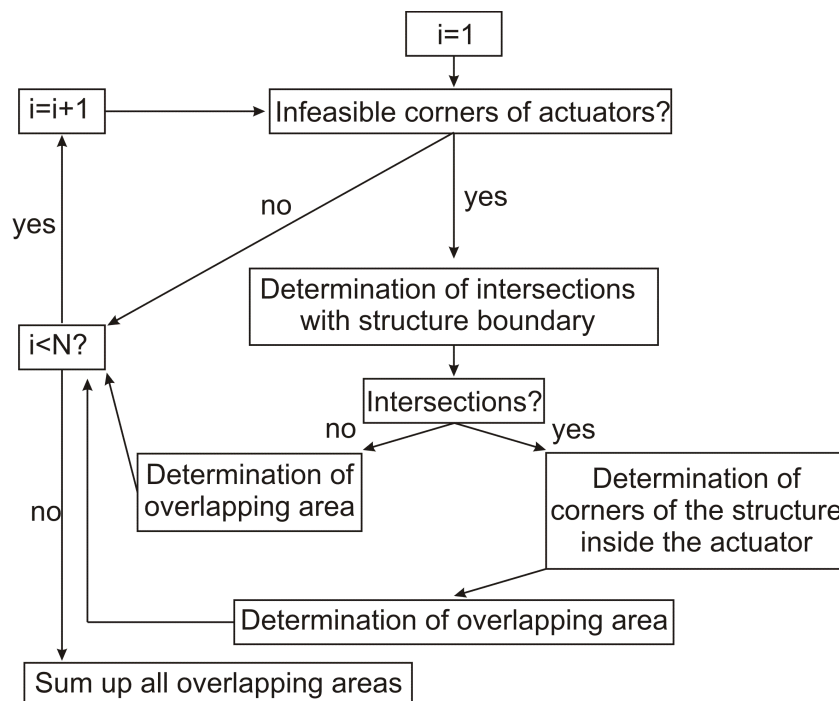 i=1
i=i+1
Infeasible corners of actuators?
no
yes
yes
Determination of intersections
with structure boundary
i<N?
Intersections?
no
yes
Determination of
overlapping area
Determination of
corners of the structure
inside the actuator
no
Determination of overlapping area
Sum up all overlapping areas